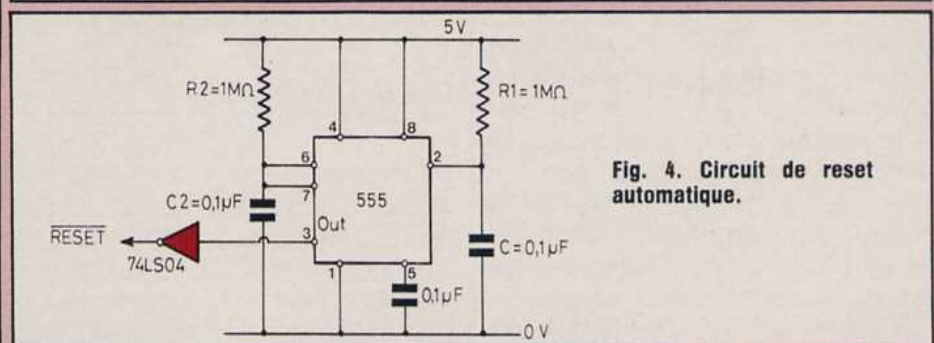 5V
R2=1MΩ
R1=1MΩ
4
8
6
2
7
555
C2=0,1µF
Out
RESET
3
C=0,1µF
74LS04
1
5
0,1µF
0V
Fig. 4. Circuit de reset
automatique.